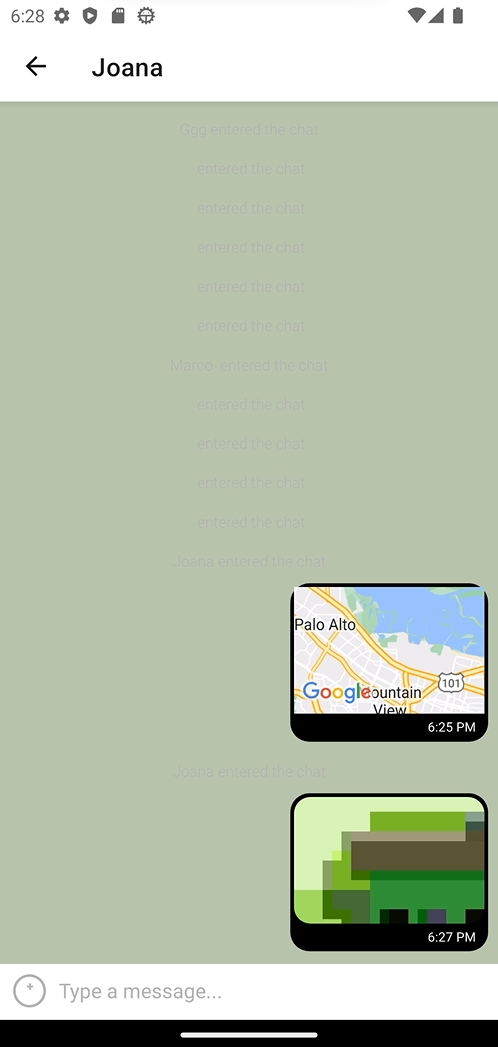 6:28
Joana
Ggg entered the chat
entered the chat
entered the chat
entered the chat
entered the chat
entered the chat
Marco entered the chat
entered the chat
entered the chat
entered the chat
entered the chat
Joana entered the chat
Palo Alto
101
Google ountain
View
6:25 PM
Joana entered the chat
6:27 PM
Type a message...